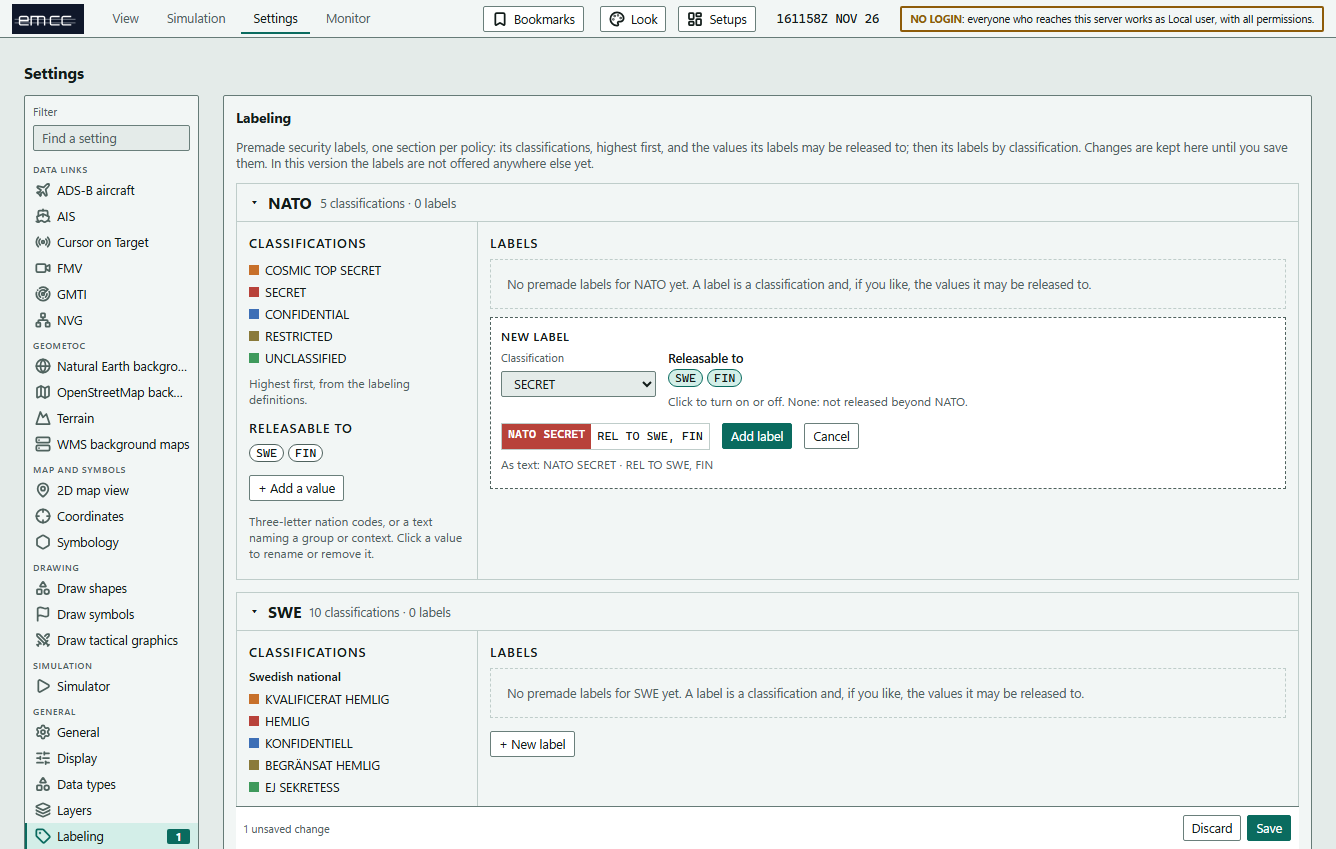 emcc
View
Simulation
Settings
Monitor
Bookmarks
Look
Setups
161158Z NOV 26
NO LOGIN: everyone who reaches this server works as Local user, with all permissions.
Settings
Filter
Find a setting
DATA LINKS
ADS-B aircraft
AIS
Cursor on Target
FMV
GMTI
NVG
GEOMETOC
Natural Earth backgro...
OpenStreetMap back...
Terrain
WMS background maps
MAP AND SYMBOLS
2D map view
Coordinates
Symbology
DRAWING
Draw shapes
Draw symbols
Draw tactical graphics
SIMULATION
Simulator
GENERAL
General
Display
Data types
Layers
Labeling 1
Labeling
Premade security labels, one section per policy: its classifications, highest first, and the values its labels may be released to; then its labels by classification. Changes are kept here until you save
them. In this version the labels are not offered anywhere else yet.
NATO 5 classifications · 0 labels
CLASSIFICATIONS
COSMIC TOP SECRET
SECRET
CONFIDENTIAL
RESTRICTED
UNCLASSIFIED
Highest first, from the labeling
definitions.
RELEASABLE TO
SWE FIN
+ Add a value
Three-letter nation codes, or a text
naming a group or context. Click a value
to rename or remove it.
LABELS
No premade labels for NATO yet. A label is a classification and, if you like, the values it may be released to.
NEW LABEL
Classification
SECRET
Releasable to
SWE FIN
Click to turn on or off. None: not released beyond NATO.
NATO SECRET REL TO SWE, FIN
Add label
Cancel
As text: NATO SECRET · REL TO SWE, FIN
SWE 10 classifications · 0 labels
CLASSIFICATIONS
Swedish national
KVALIFICERAT HEMLIG
HEMLIG
KONFIDENTIELL
BEGRÄNSAT HEMLIG
EJ SEKRETESS
LABELS
No premade labels for SWE yet. A label is a classification and, if you like, the values it may be released to.
+ New label
1 unsaved change
Discard
Save